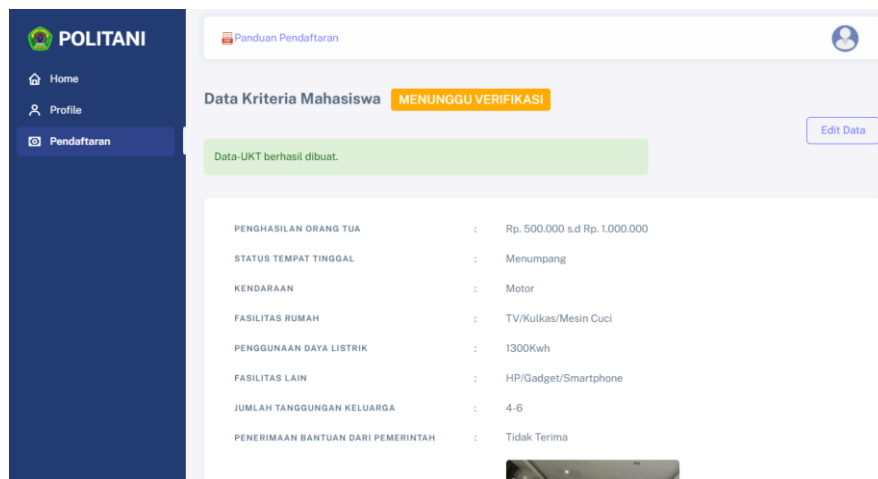 POLITANI
Panduan Pendaftaran
Home
Profile
Pendaftaran
Data Kriteria Mahasiswa MENUNGGU VERIFIKASI
Edit Data
Data-UKT berhasil dibuat.
PENGHASILAN ORANG TUA : Rp. 500.000 s.d Rp. 1.000.000
STATUS TEMPAT TINGGAL : Menumpang
KENDARAAN : Motor
FASILITAS RUMAH : TV/Kulkas/Mesin Cuci
PENGGUNAAN DAYA LISTRIK : 1300Kwh
FASILITAS LAIN : HP/Gadget/Smartphone
JUMLAH TANGGUNGAN KELUARGA : 4-6
PENERIMAAN BANTUAN DARI PEMERINTAH : Tidak Terima